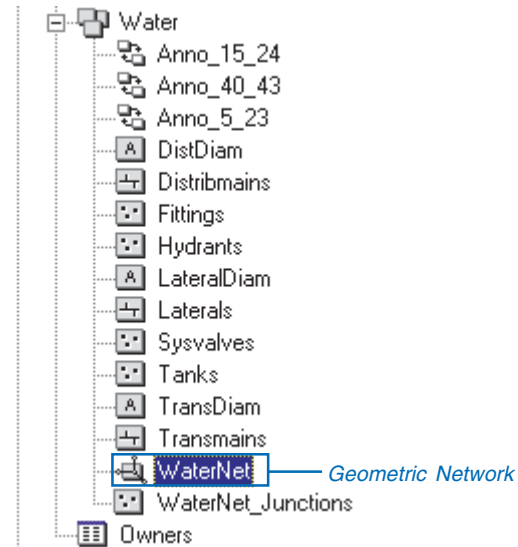 Water
Anno_15_24
Anno_40_43
Anno_5_23
A DistDiam
Distribmains
Fittings
Hydrants
A LateralDiam
Laterals
Sysvalves
Tanks
A TransDiam
Transmains
WaterNet Geometric Network
WaterNet_Junctions
Owners